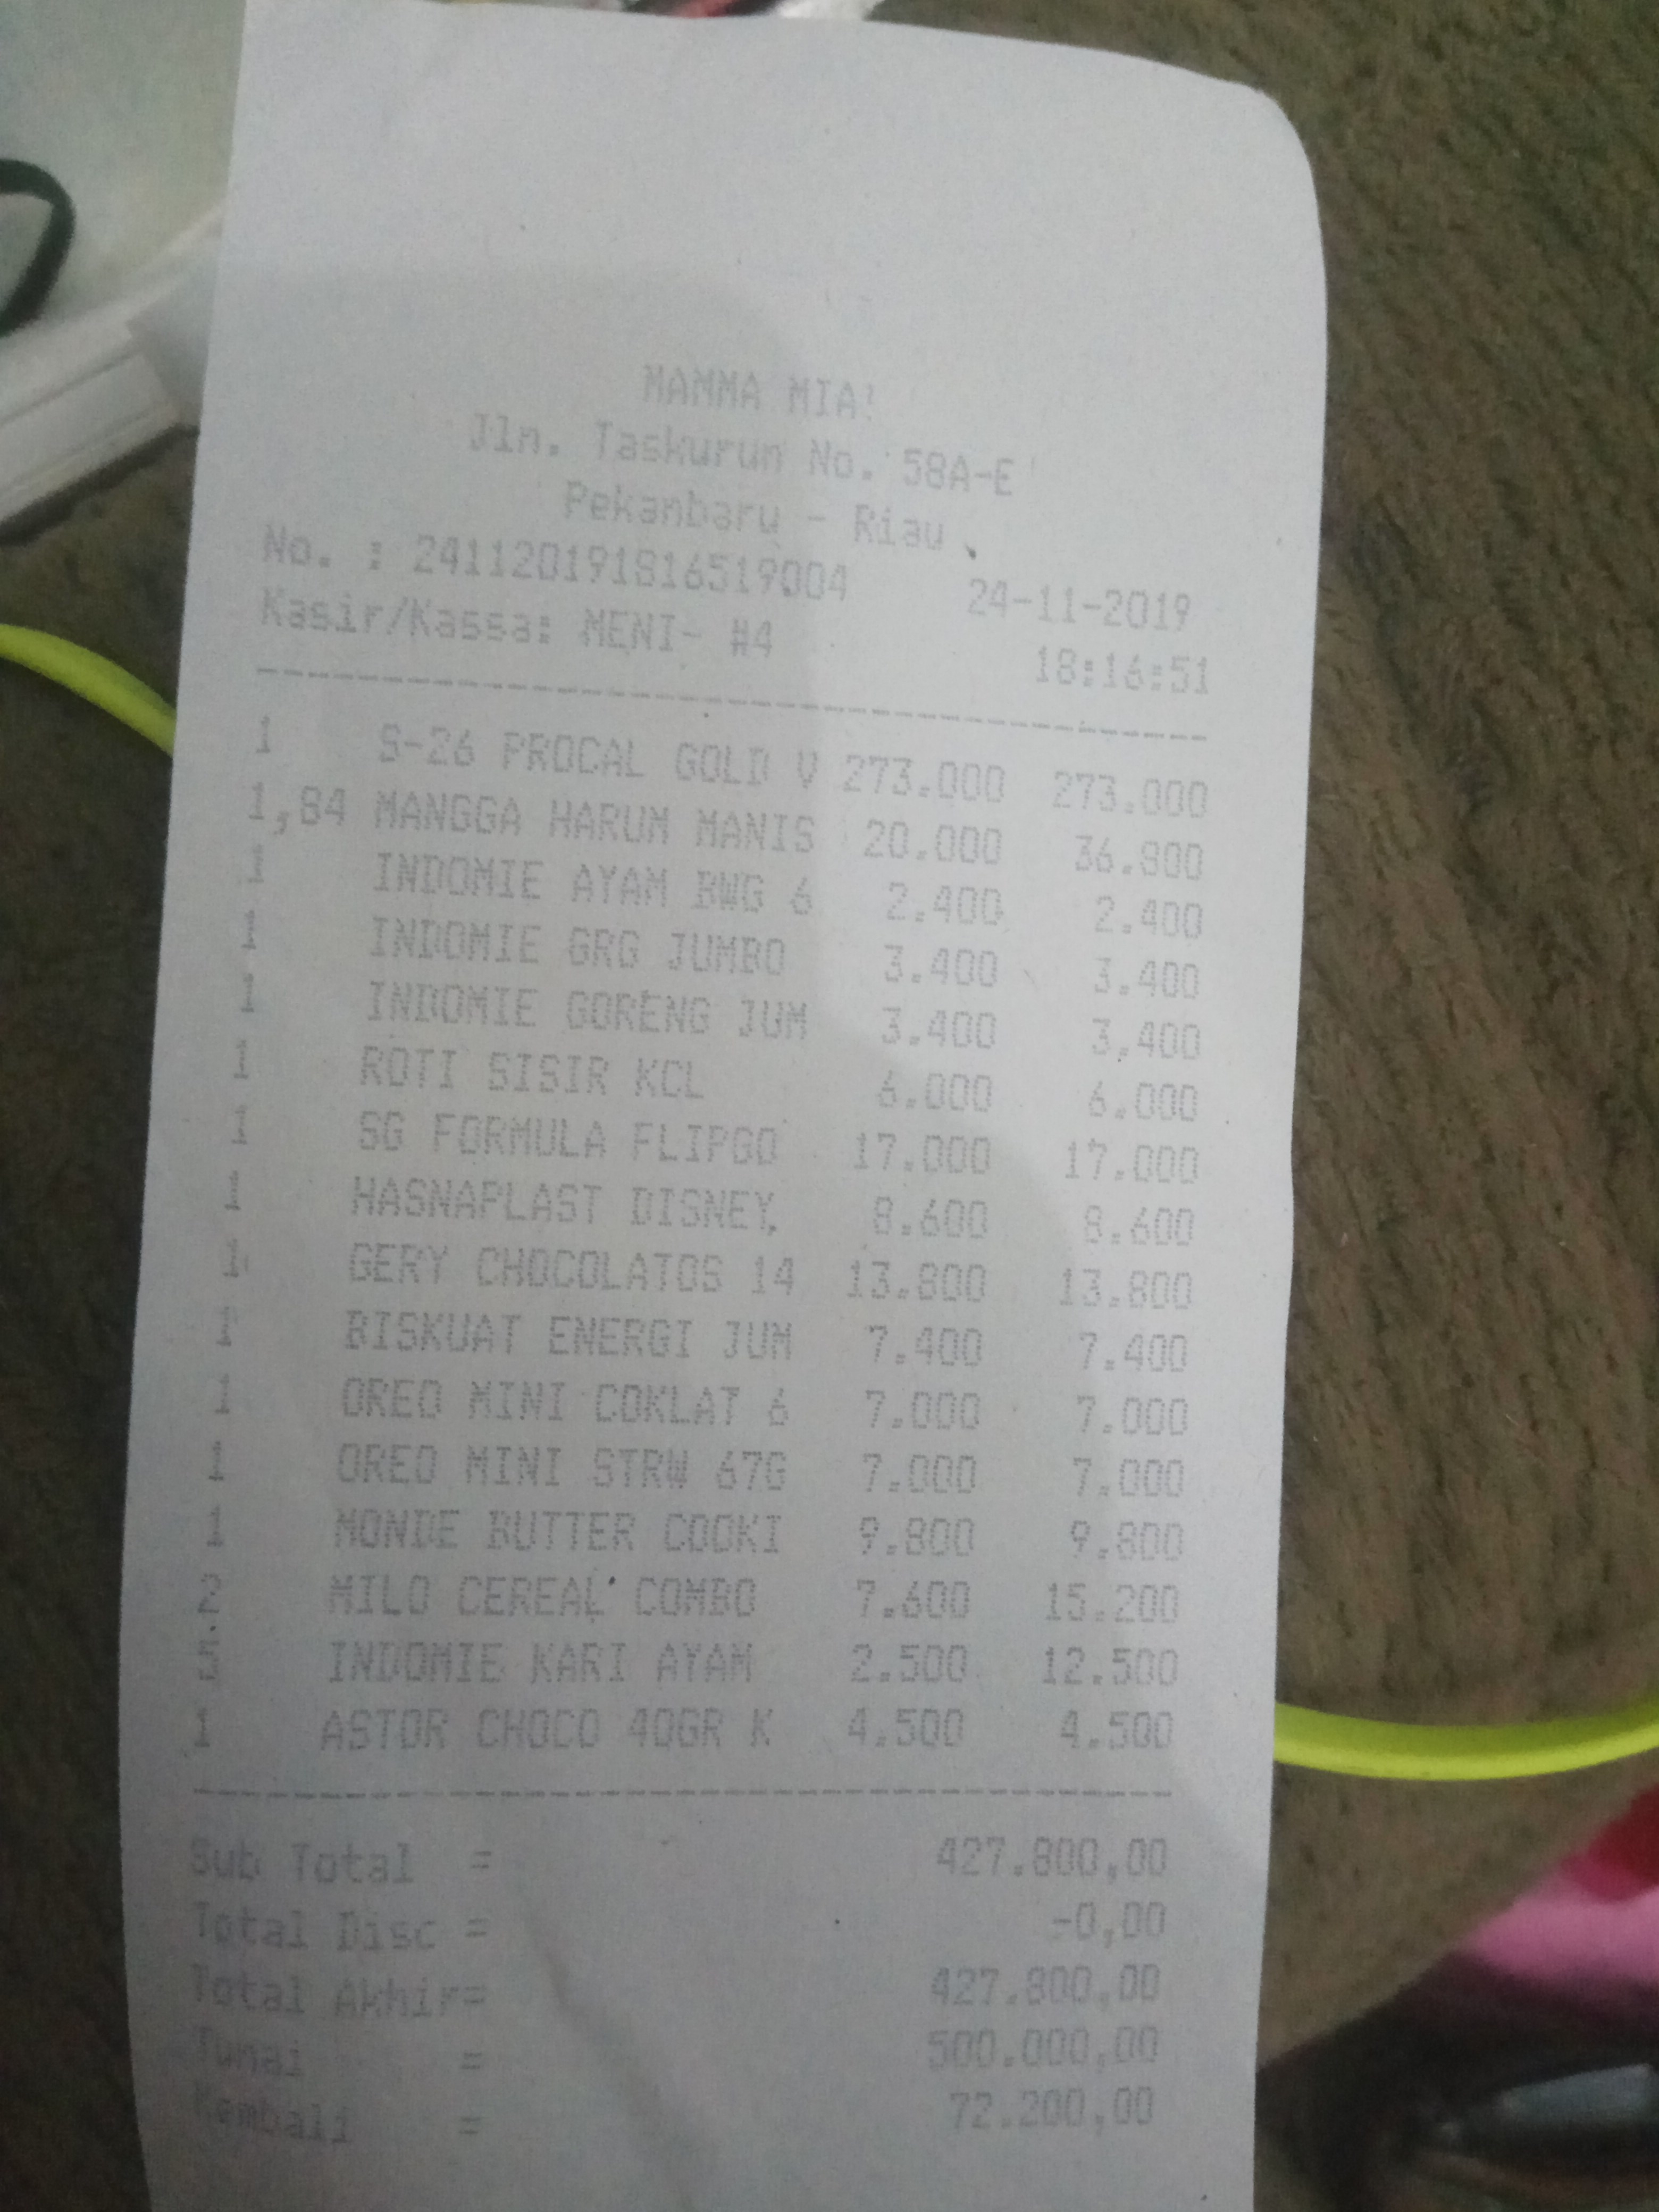 MAMMA MIA!
Jln. Taskurun No. 58A-E
Pekanbaru - Riau
No. : 241120191816519004 24-11-2019
Kasir/Kassa: MENI- #4 18:16:51
1 S-26 PROCAL GOLD V 273.000 273.000
1,84 MANGGA HARUM MANIS 20.000 36.800
1 INDOMIE AYAM BWG 6 2.400 2.400
1 INDOMIE GRG JUMBO 3.400 3.400
1 INDOMIE GORENG JUM 3.400 3.400
1 ROTI SISIR KCL 6.000 6.000
1 SG FORMULA FLIPGO 17.000 17.000
1 HASNAPLAST DISNEY, 8.600 8.600
1 GERY CHOCOLATOS 14 13.800 13.800
1 BISKUAT ENERGI JUM 7.400 7.400
1 OREO MINI COKLAT 6 7.000 7.000
1 OREO MINI STRW 67G 7.000 7.000
1 MONDE BUTTER COOKI 9.800 9.800
2 MILO CEREAL COMBO 7.600 15.200
5 INDOMIE KARI AYAM 2.500 12.500
1 ASTOR CHOCO 40GR K 4.500 4.500
Sub Total = 427.800,00
Total Disc = -0,00
Total Akhir= 427.800,00
Tunai = 500.000,00
Kembali = 72.200,00